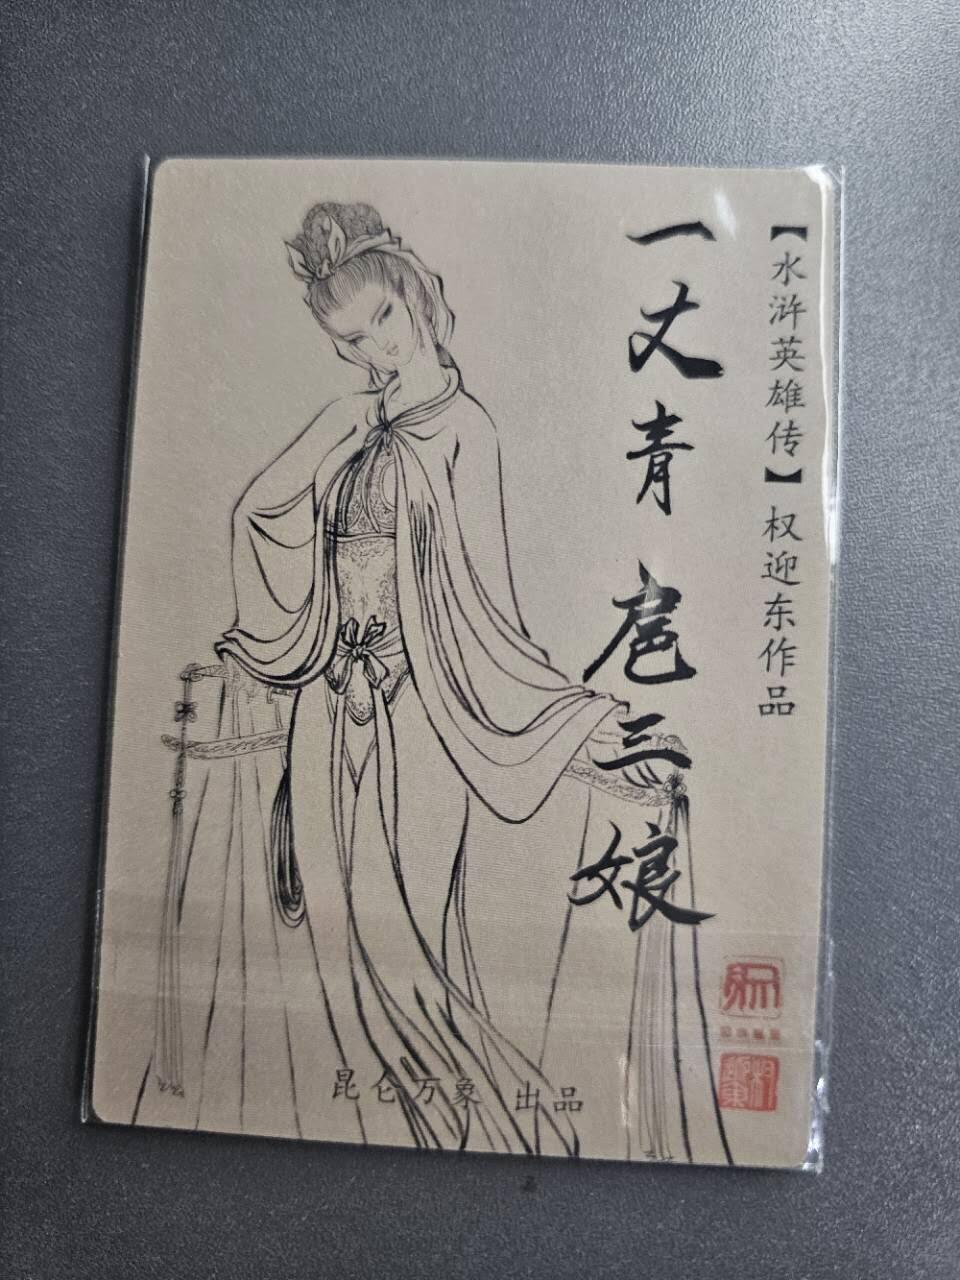 【水浒英雄传】权迎东作品
一丈青 扈三娘
昆仑万象 出品